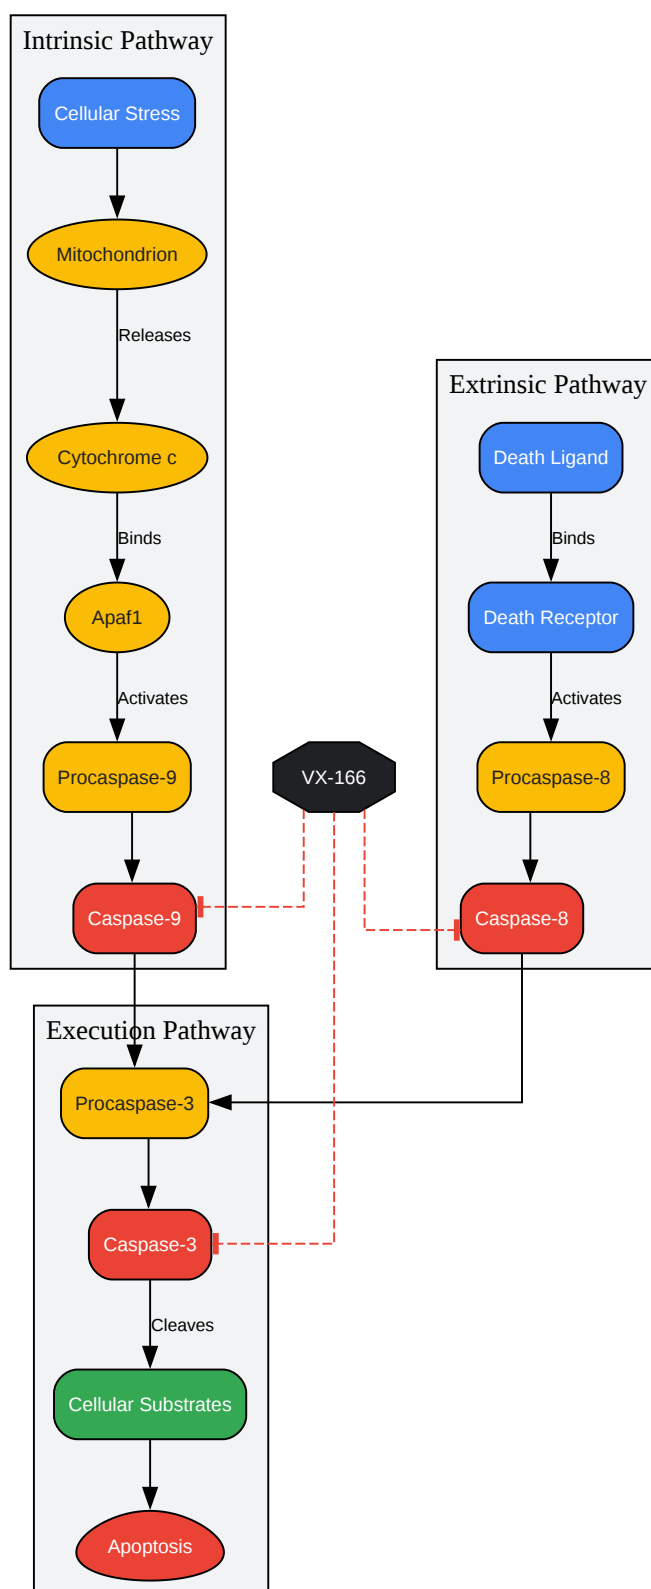 Intrinsic Pathway
Cellular Stress
Mitochondrion
Releases
Cytochrome c
Binds
Apaf1
Activates
Procaspase-9
Caspase-9
Extrinsic Pathway
Death Ligand
Binds
Death Receptor
Activates
Procaspase-8
Caspase-8
VX-166
Execution Pathway
Procaspase-3
Caspase-3
Cleaves
Cellular Substrates
Apoptosis